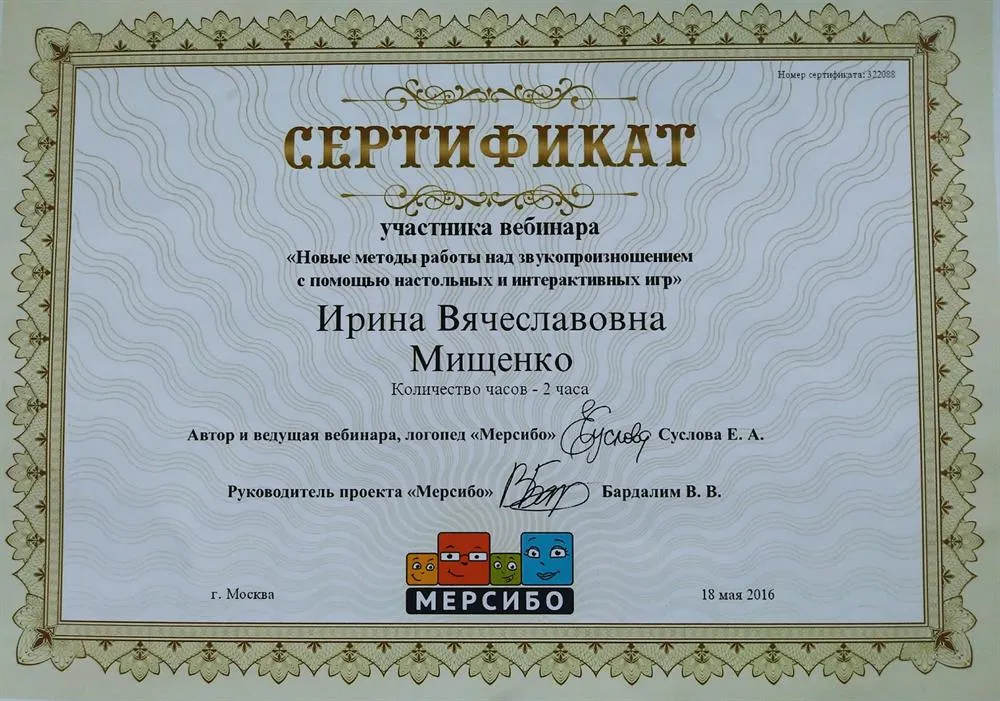 Номер сертификата: 322088
СЕРТИФИКАТ
участника вебинара
«Новые методы работы над звукопроизношением
с помощью настольных и интерактивных игр»
Ирина Вячеславовна
Мищенко
Количество часов - 2 часа
Автор и ведущая вебинара, логопед «Мерсибо» Суслова Е. А.
Руководитель проекта «Мерсибо» Бардалим В. В.
МЕРСИБО
г. Москва 18 мая 2016